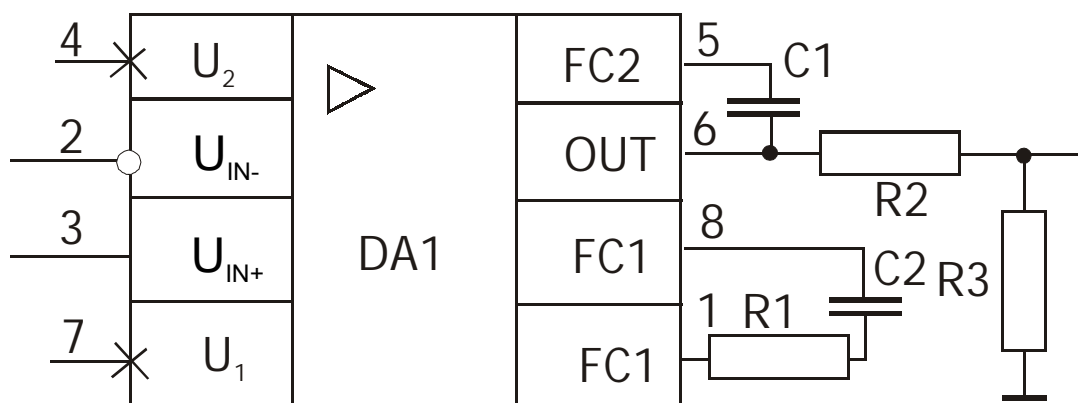 4 U2 FC2 5 C1
2 UIN- OUT 6 R2
3 UIN+ DA1 FC1 8 C2 R3
7 U1 FC1 1 R1